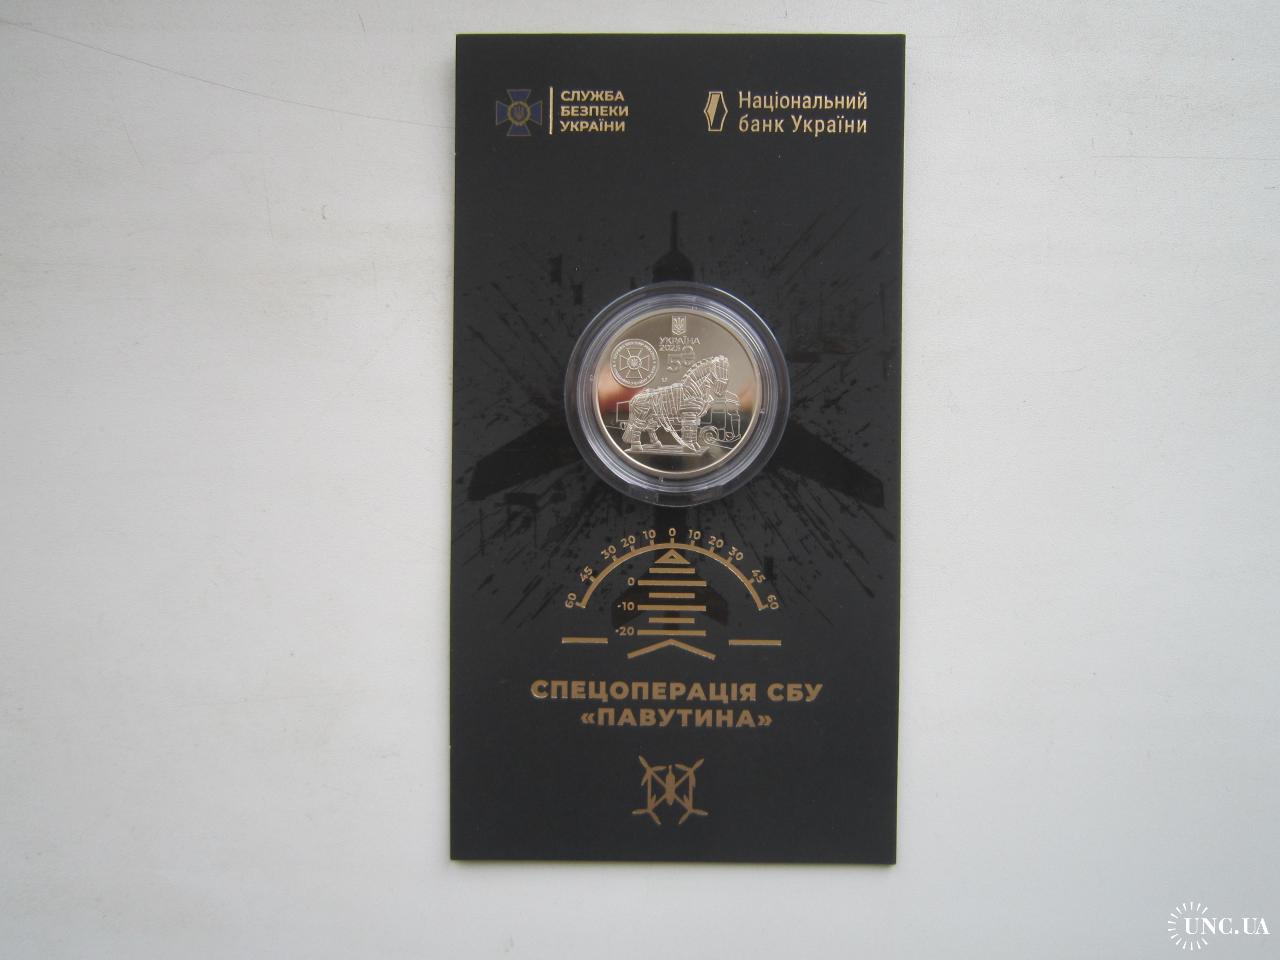 СЛУЖБА
БЕЗПЕКИ
УКРАЇНИ
Національний
банк України
УКРАЇНА
2025
5
60 45 30 20 10 0 10 20 30 45 60
0
-10
-20
СПЕЦОПЕРАЦІЯ СБУ
«ПАВУТИНА»
UNC.UA